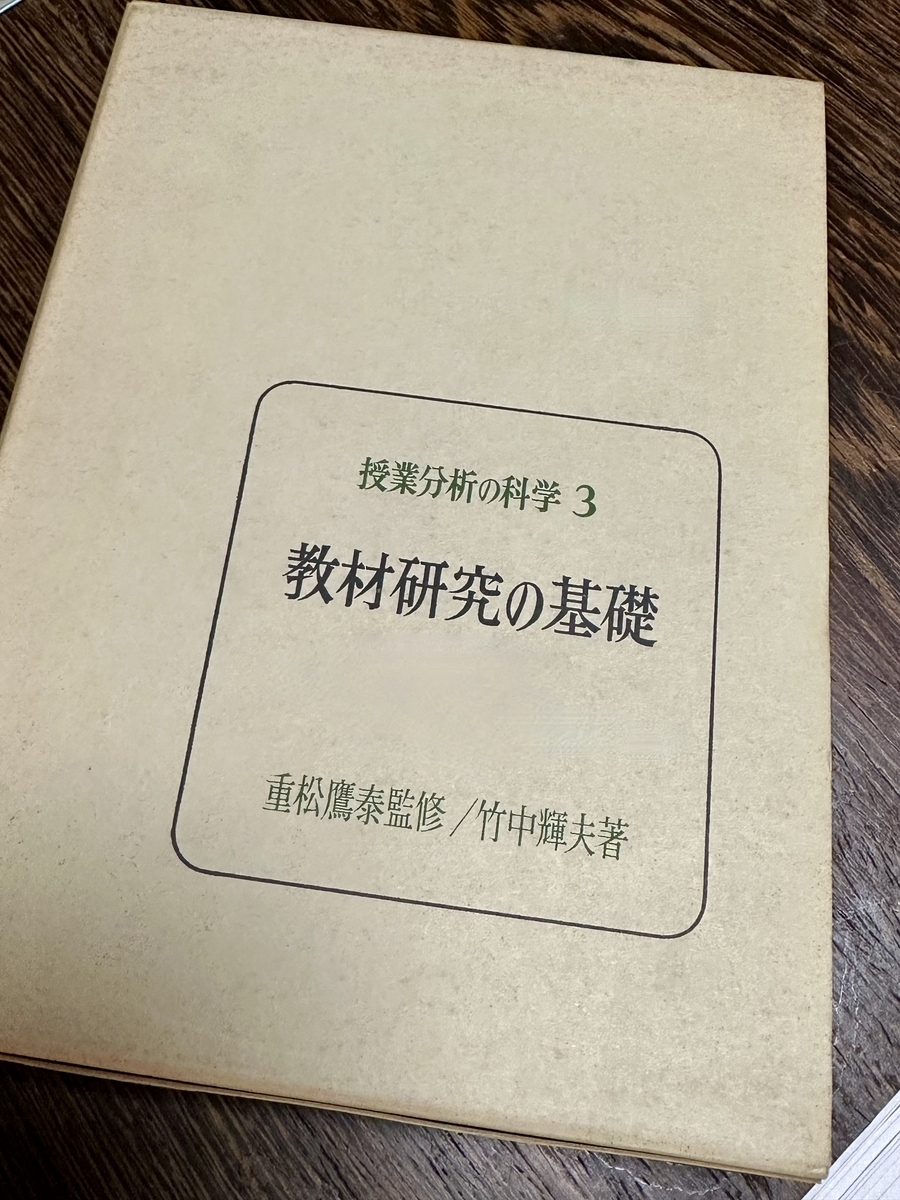 授業分析の科学 3
教材研究の基礎
重松鷹泰監修/竹中輝夫著